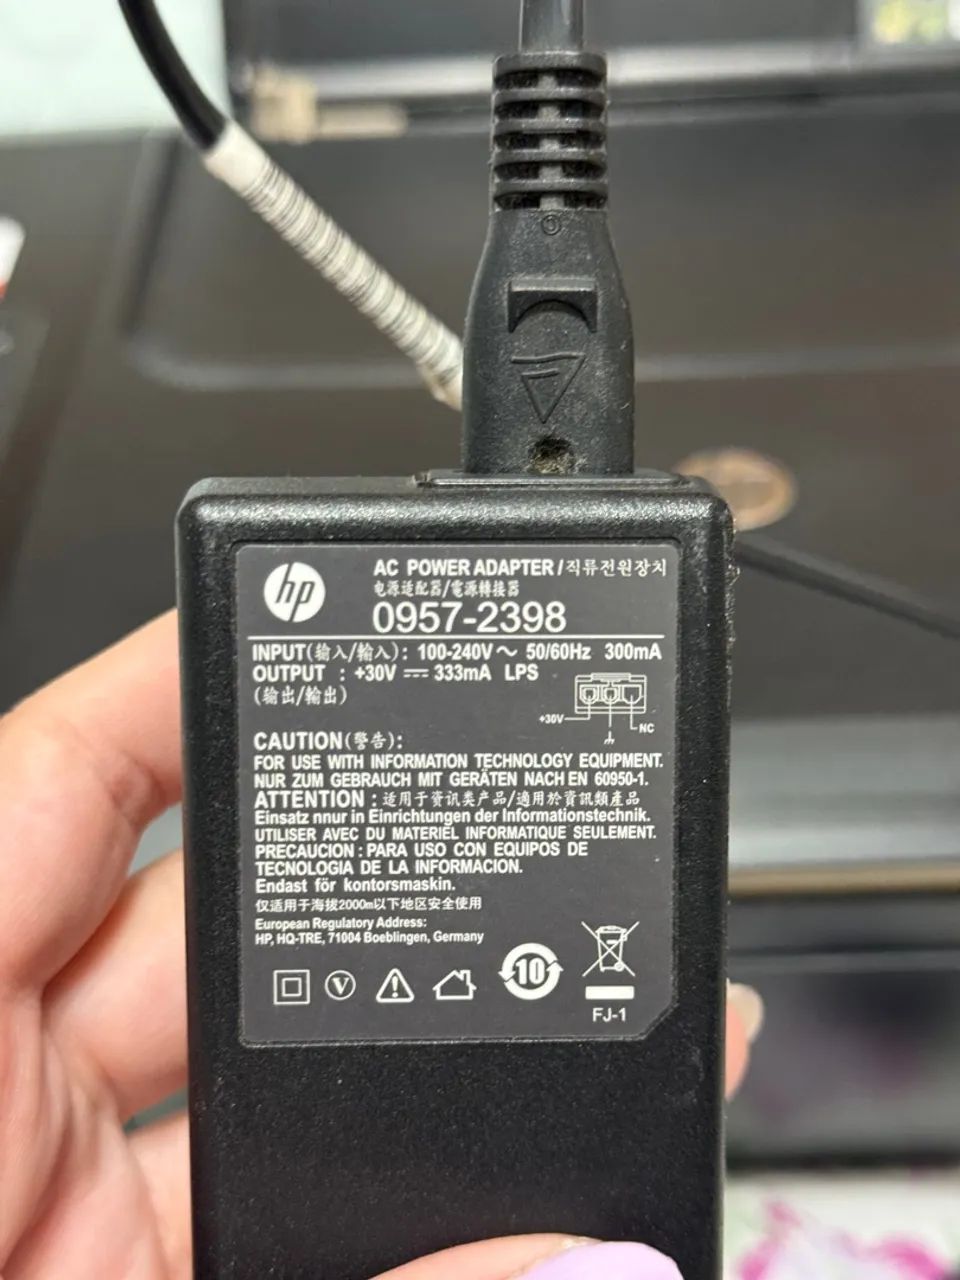 hp
AC POWER ADAPTER / 직류전원장치
电源适配器/電源轉接器
0957-2398
INPUT(输入/輸入): 100-240V ~ 50/60Hz 300mA
OUTPUT : +30V ⎓ 333mA LPS
(输出/輸出)
+30V
NC
CAUTION(警告):
FOR USE WITH INFORMATION TECHNOLOGY EQUIPMENT.
NUR ZUM GEBRAUCH MIT GERÄTEN NACH EN 60950-1.
ATTENTION : 适用于资讯类产品/適用於資訊類產品
Einsatz nnur in Einrichtungen der Informationstechnik.
UTILISER AVEC DU MATERIEL INFORMATIQUE SEULEMENT.
PRECAUCION : PARA USO CON EQUIPOS DE
TECNOLOGIA DE LA INFORMACION.
Endast för kontorsmaskin.
仅适用于海拔2000m以下地区安全使用
European Regulatory Address:
HP, HQ-TRE, 71004 Boeblingen, Germany
V
10
FJ-1